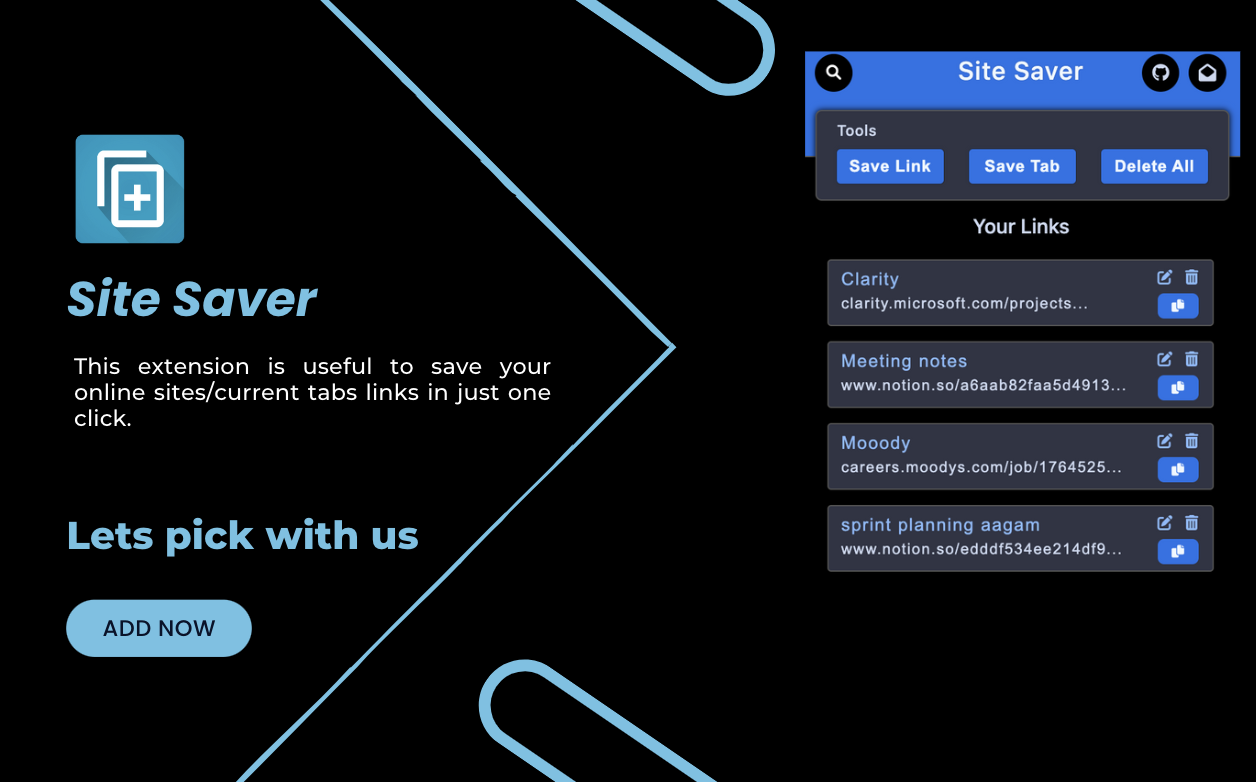 Site Saver
This extension is useful to save your
online sites/current tabs links in just one
click.
Lets pick with us
ADD NOW
Site Saver
Tools
Save Link
Save Tab
Delete All
Your Links
Clarity
clarity.microsoft.com/projects...
Meeting notes
www.notion.so/a6aab82faa5d4913...
Mooody
careers.moodys.com/job/1764525...
sprint planning aagam
www.notion.so/edddf534ee214df9...